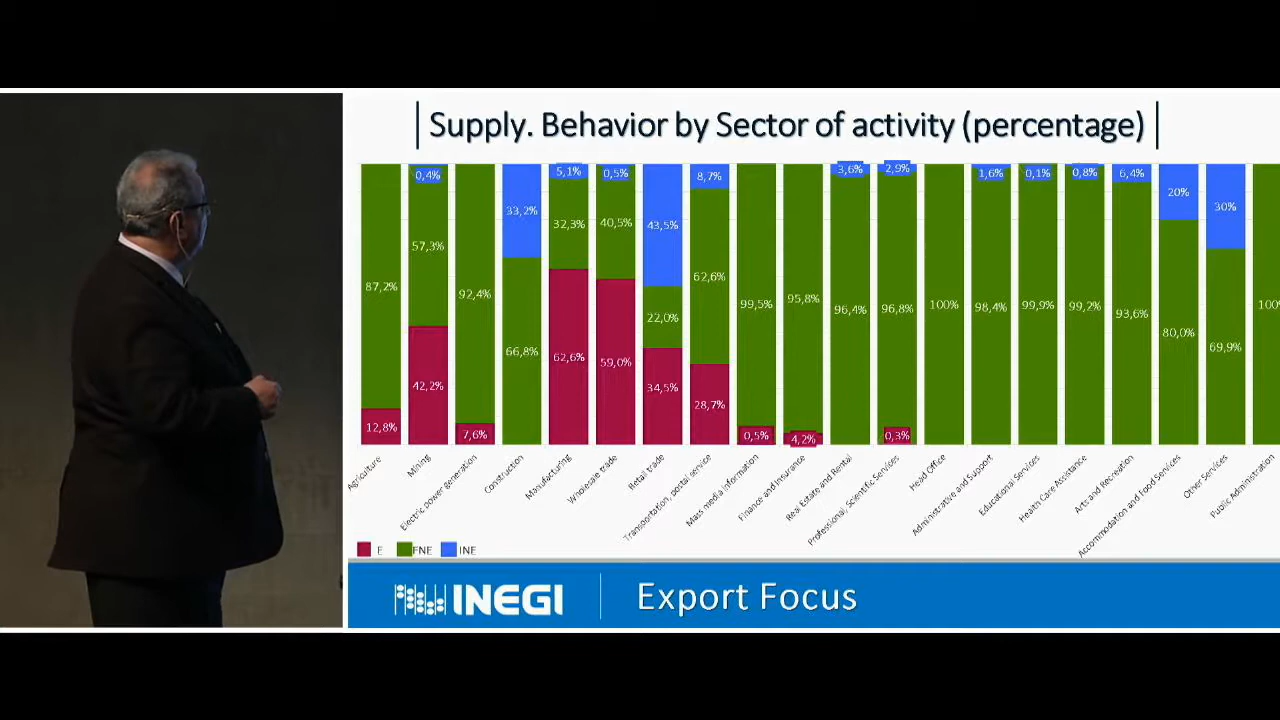 Supply. Behavior by Sector of activity (percentage)
0,4%
5,1%
0,5%
8,7%
3,6%
2,9%
1,6%
0,1%
0,8%
6,4%
20%
30%
33,2%
32,3%
40,5%
43,5%
57,3%
62,6%
87,2%
92,4%
99,5%
95,8%
96,4%
96,8%
100%
98,4%
99,9%
99,2%
93,6%
80,0%
69,9%
100%
66,8%
62,6%
59,0%
22,0%
42,2%
34,5%
28,7%
12,8%
7,6%
0,5%
4,2%
0,3%
Agriculture
Mining
Electric power generation
Construction
Manufacturing
Wholesale trade
Retail trade
Transportation, portal service
Mass media information
Finance and Insurance
Real Estate and Rental
Professional Scientific Services
Head Office
Administrative and Support
Educational Services
Health Care Assistance
Arts and Recreation
Accommodation and Food Services
Other Services
Public Administration
E FNE INE
INEGI
Export Focus